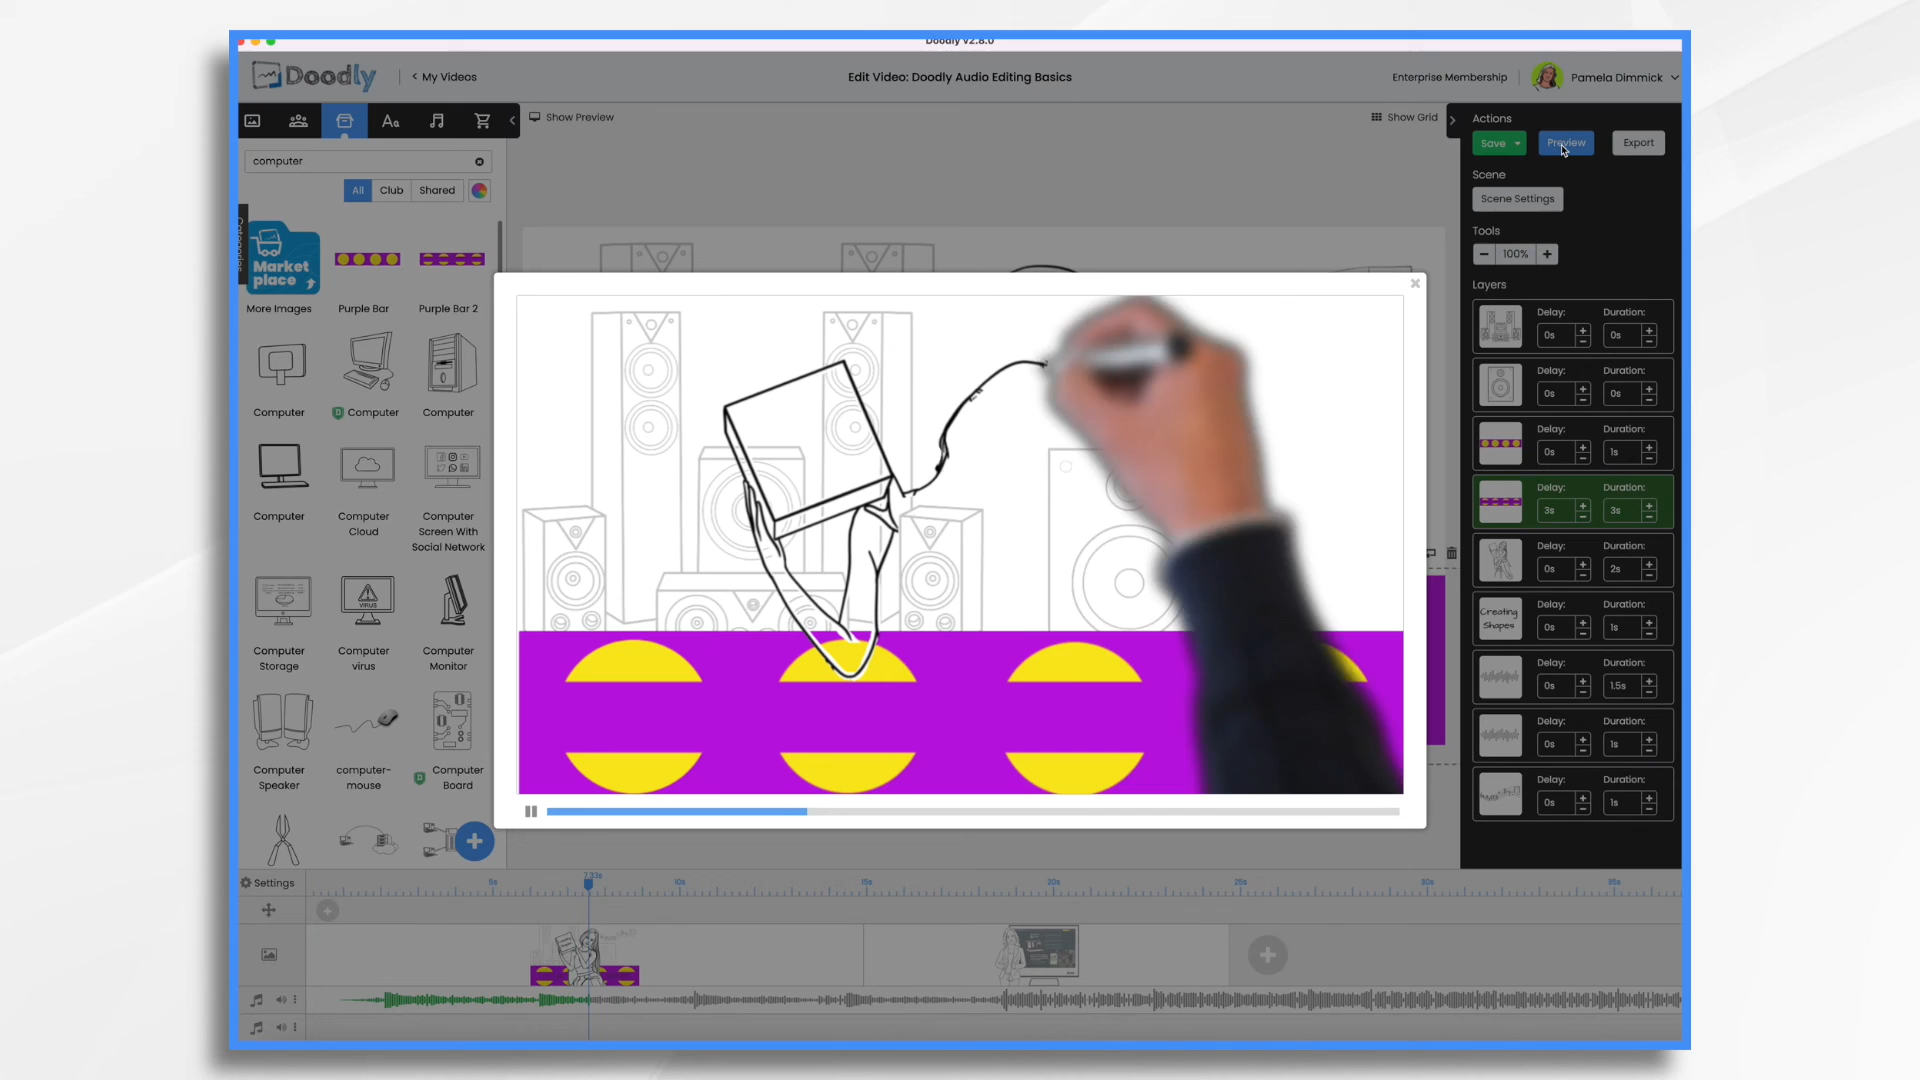 Doodly v2.8.0
Doodly
< My Videos
Edit Video: Doodly Audio Editing Basics
Enterprise Membership
Pamela Dimmick
Show Preview
Show Grid
Actions
Save
Preview
Export
Scene
Scene Settings
Tools
100%
Layers
computer
All
Club
Shared
Categories
Market
place
More Images
Purple Bar
Purple Bar 2
Computer
Computer
Computer
Computer
Computer
Cloud
Computer
Screen With
Social Network
VIRUS
Computer
Storage
Computer
virus
Computer
Monitor
Computer
Speaker
computer-
mouse
Computer
Board
Delay:
Duration:
0s
0s
Delay:
Duration:
0s
0s
Delay:
Duration:
0s
1s
Delay:
Duration:
3s
3s
Delay:
Duration:
0s
2s
Creating
Shapes
Delay:
Duration:
0s
1s
Delay:
Duration:
0s
1.5s
Delay:
Duration:
0s
1s
Delay:
Duration:
0s
1s
Settings
5s
7.33s
10s
15s
20s
25s
30s
35s